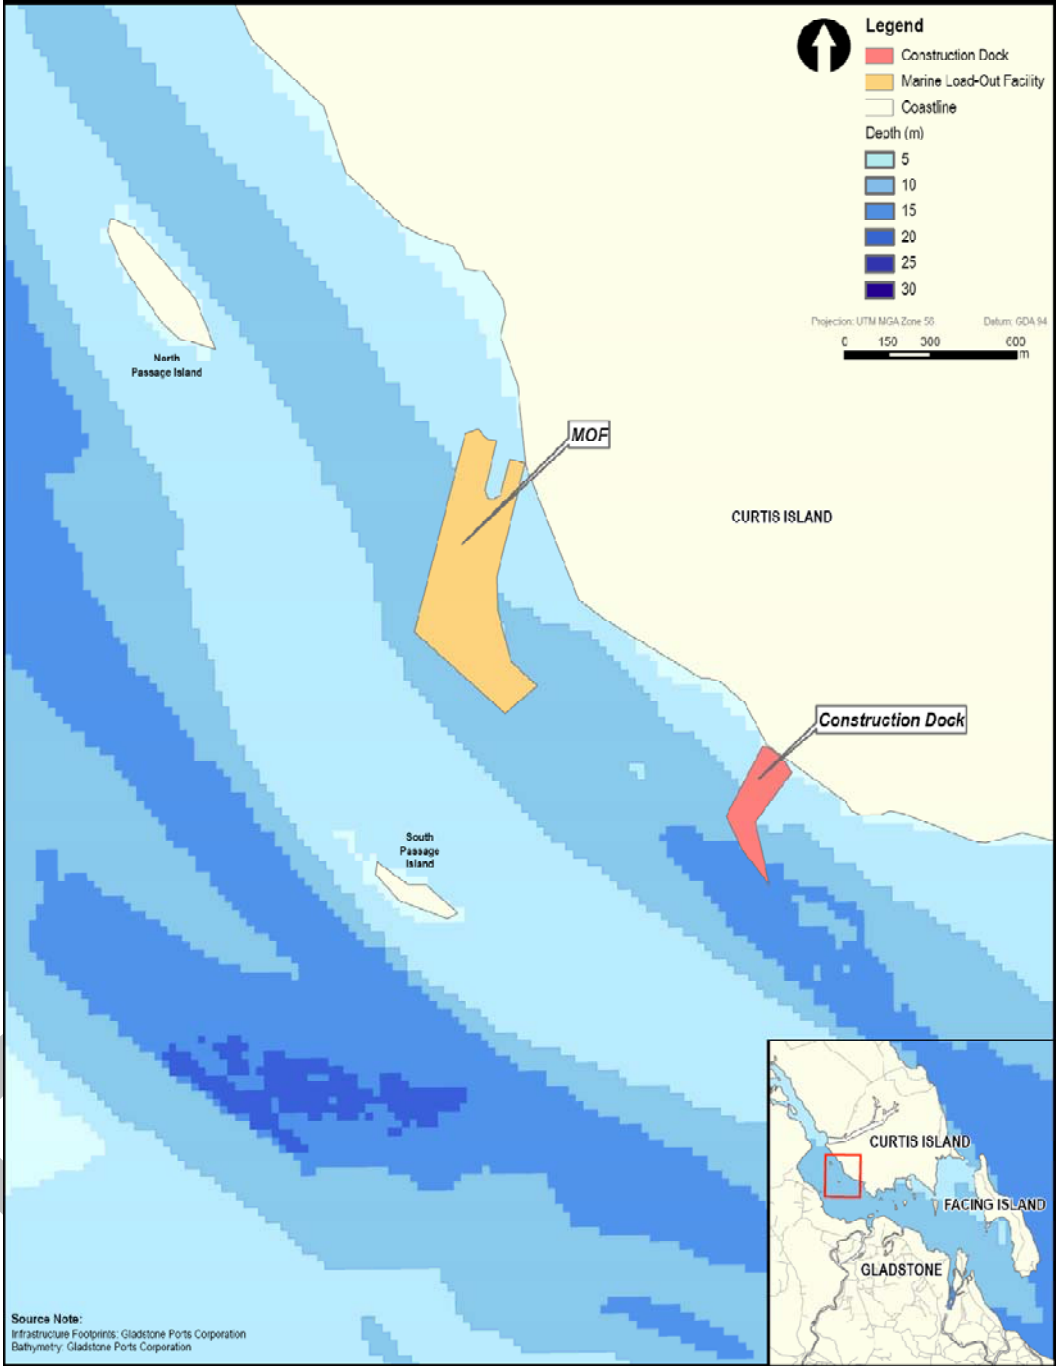 Legend
Construction Dock
Marine Load-Out Facility
Coastline
Depth (m)
5
10
15
20
25
30
Projection: UTM MGA Zone 56 Datum: GDA 94
0 150 300 600
m
North
Passage Island
MOF
CURTIS ISLAND
Construction Dock
South
Passage
Island
CURTIS ISLAND
FACING ISLAND
GLADSTONE
Source Note:
Infrastructure Footprints: Gladstone Ports Corporation
Bathymetry: Gladstone Ports Corporation